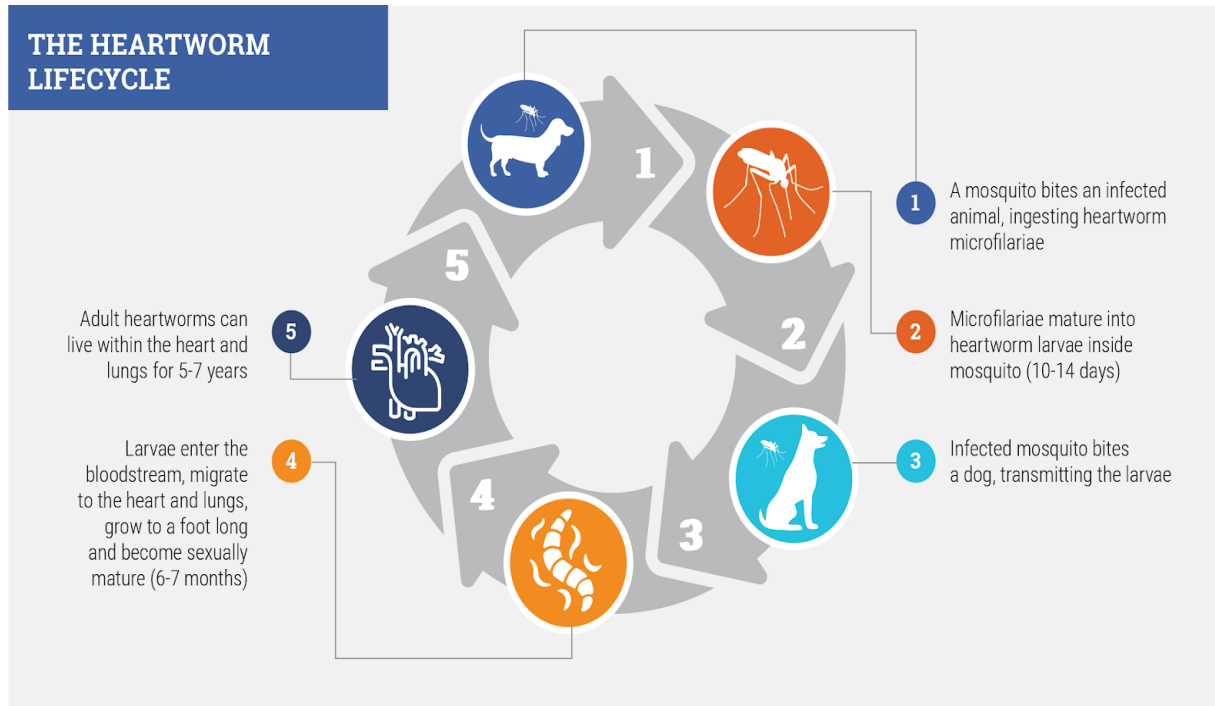 THE HEARTWORM
LIFECYCLE
1
2
3
4
5
1
A mosquito bites an infected
animal, ingesting heartworm
microfilariae
2
Microfilariae mature into
heartworm larvae inside
mosquito (10-14 days)
3
Infected mosquito bites
a dog, transmitting the larvae
4
Larvae enter the
bloodstream, migrate
to the heart and lungs,
grow to a foot long
and become sexually
mature (6-7 months)
5
Adult heartworms can
live within the heart and
lungs for 5-7 years